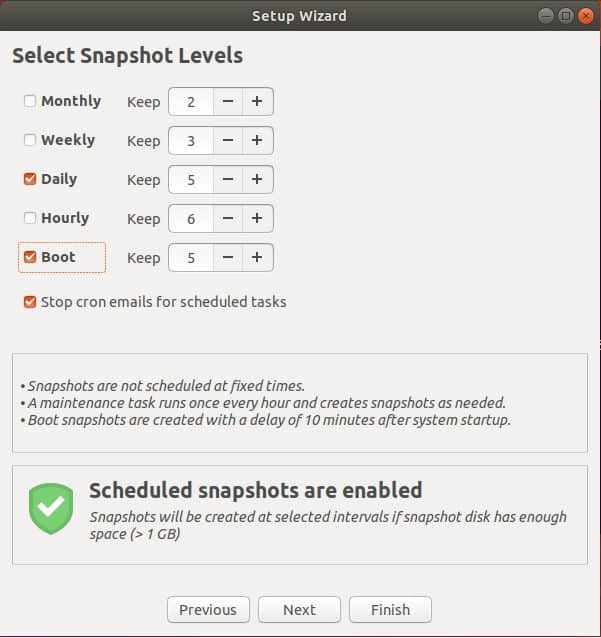 Setup Wizard
Select Snapshot Levels
Monthly Keep 2 − +
Weekly Keep 3 − +
Daily Keep 5 − +
Hourly Keep 6 − +
Boot Keep 5 − +
Stop cron emails for scheduled tasks
• Snapshots are not scheduled at fixed times.
• A maintenance task runs once every hour and creates snapshots as needed.
• Boot snapshots are created with a delay of 10 minutes after system startup.
Scheduled snapshots are enabled
Snapshots will be created at selected intervals if snapshot disk has enough
space (> 1 GB)
Previous Next Finish